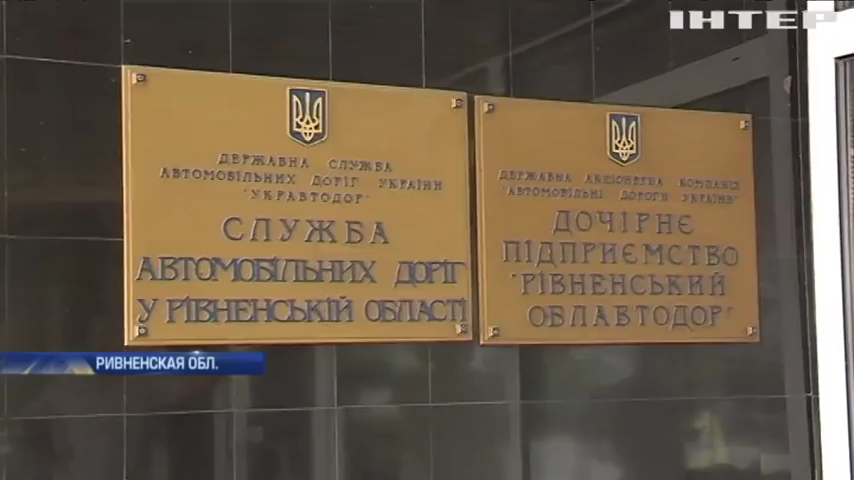 ІНТЕР
ДЕРЖАВНА СЛУЖБА
АВТОМОБІЛЬНИХ ДОРІГ УКРАЇНИ
"УКРАВТОДОР"
СЛУЖБА
АВТОМОБІЛЬНИХ ДОРІГ
У РІВНЕНСЬКІЙ ОБЛАСТІ
ДЕРЖАВНА АКЦІОНЕРНА КОМПАНІЯ
"АВТОМОБІЛЬНІ ДОРОГИ УКРАЇНИ"
ДОЧІРНЄ
ПІДПРИЄМСТВО
"РІВНЕНСЬКИЙ
ОБЛАВТОДОР"
РИВНЕНСКАЯ ОБЛ.